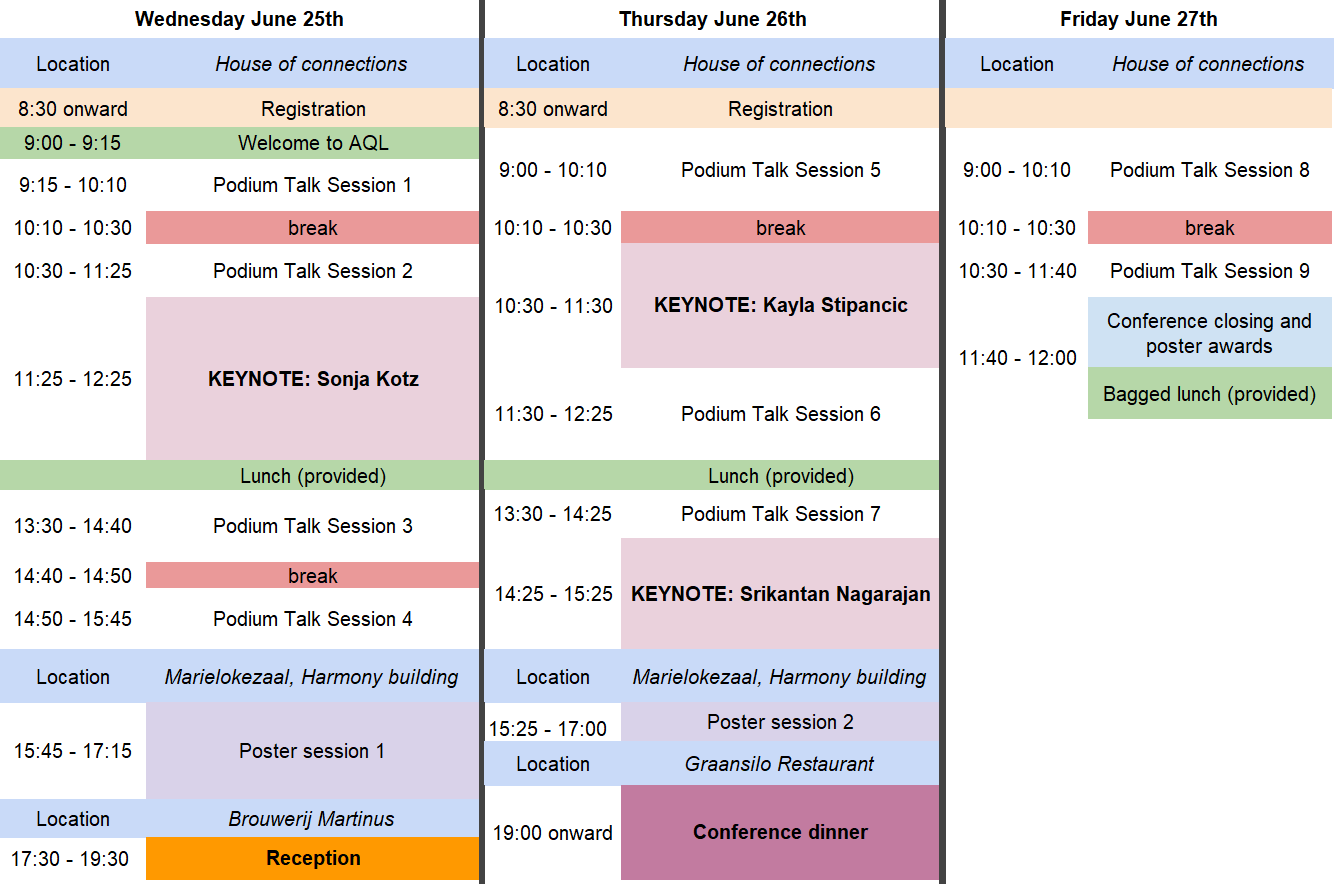 Wednesday June 25th
Location House of connections
8:30 onward Registration
9:00 - 9:15 Welcome to AQL
9:15 - 10:10 Podium Talk Session 1
10:10 - 10:30 break
10:30 - 11:25 Podium Talk Session 2
11:25 - 12:25 KEYNOTE: Sonja Kotz
Lunch (provided)
13:30 - 14:40 Podium Talk Session 3
14:40 - 14:50 break
14:50 - 15:45 Podium Talk Session 4
Location Marielokezaal, Harmony building
15:45 - 17:15 Poster session 1
Location Brouwerij Martinus
17:30 - 19:30 Reception
Thursday June 26th
Location House of connections
8:30 onward Registration
9:00 - 10:10 Podium Talk Session 5
10:10 - 10:30 break
10:30 - 11:30 KEYNOTE: Kayla Stipancic
11:30 - 12:25 Podium Talk Session 6
Lunch (provided)
13:30 - 14:25 Podium Talk Session 7
14:25 - 15:25 KEYNOTE: Srikantan Nagarajan
Location Marielokezaal, Harmony building
15:25 - 17:00 Poster session 2
Location Graansilo Restaurant
19:00 onward Conference dinner
Friday June 27th
Location House of connections
9:00 - 10:10 Podium Talk Session 8
10:10 - 10:30 break
10:30 - 11:40 Podium Talk Session 9
11:40 - 12:00 Conference closing and
poster awards
Bagged lunch (provided)